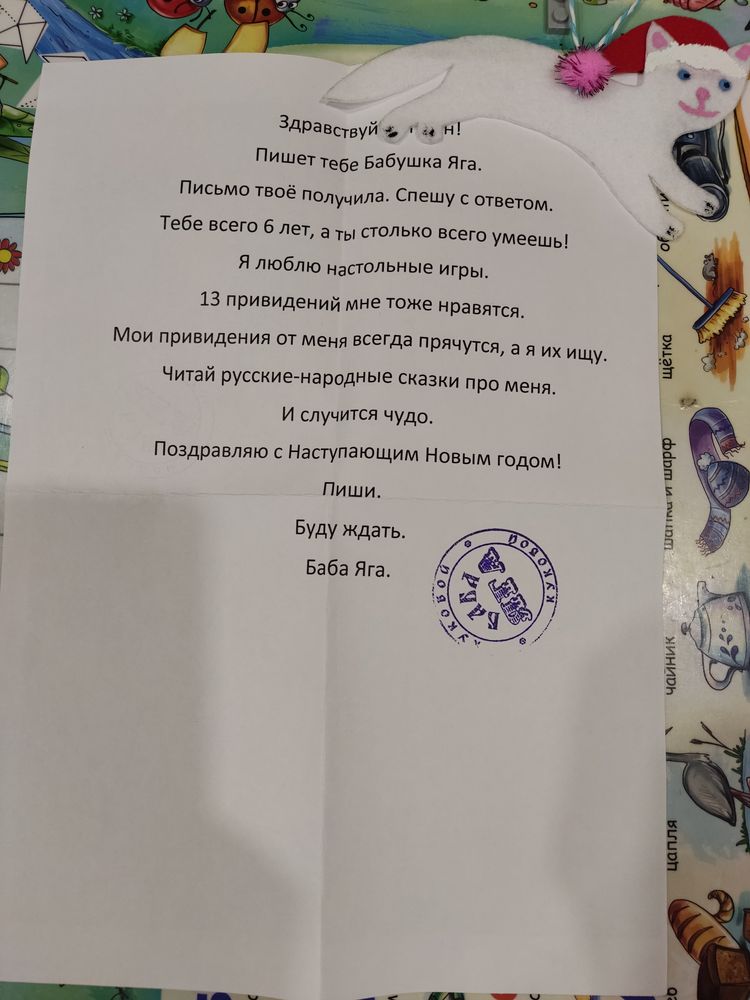 Здравствуй
Пишет тебе Бабушка Яга.
Письмо твоё получила. Спешу с ответом.
Тебе всего 6 лет, а ты столько всего умеешь!
Я люблю настольные игры.
13 привидений мне тоже нравятся.
Мои привидения от меня всегда прячутся, а я их ищу.
Читай русские-народные сказки про меня.
И случится чудо.
Поздравляю с Наступающим Новым годом!
Пиши.
Буду ждать.
Баба Яга.
БАБА ЯГА
щётка
шапка и шарф
чайник
цапля